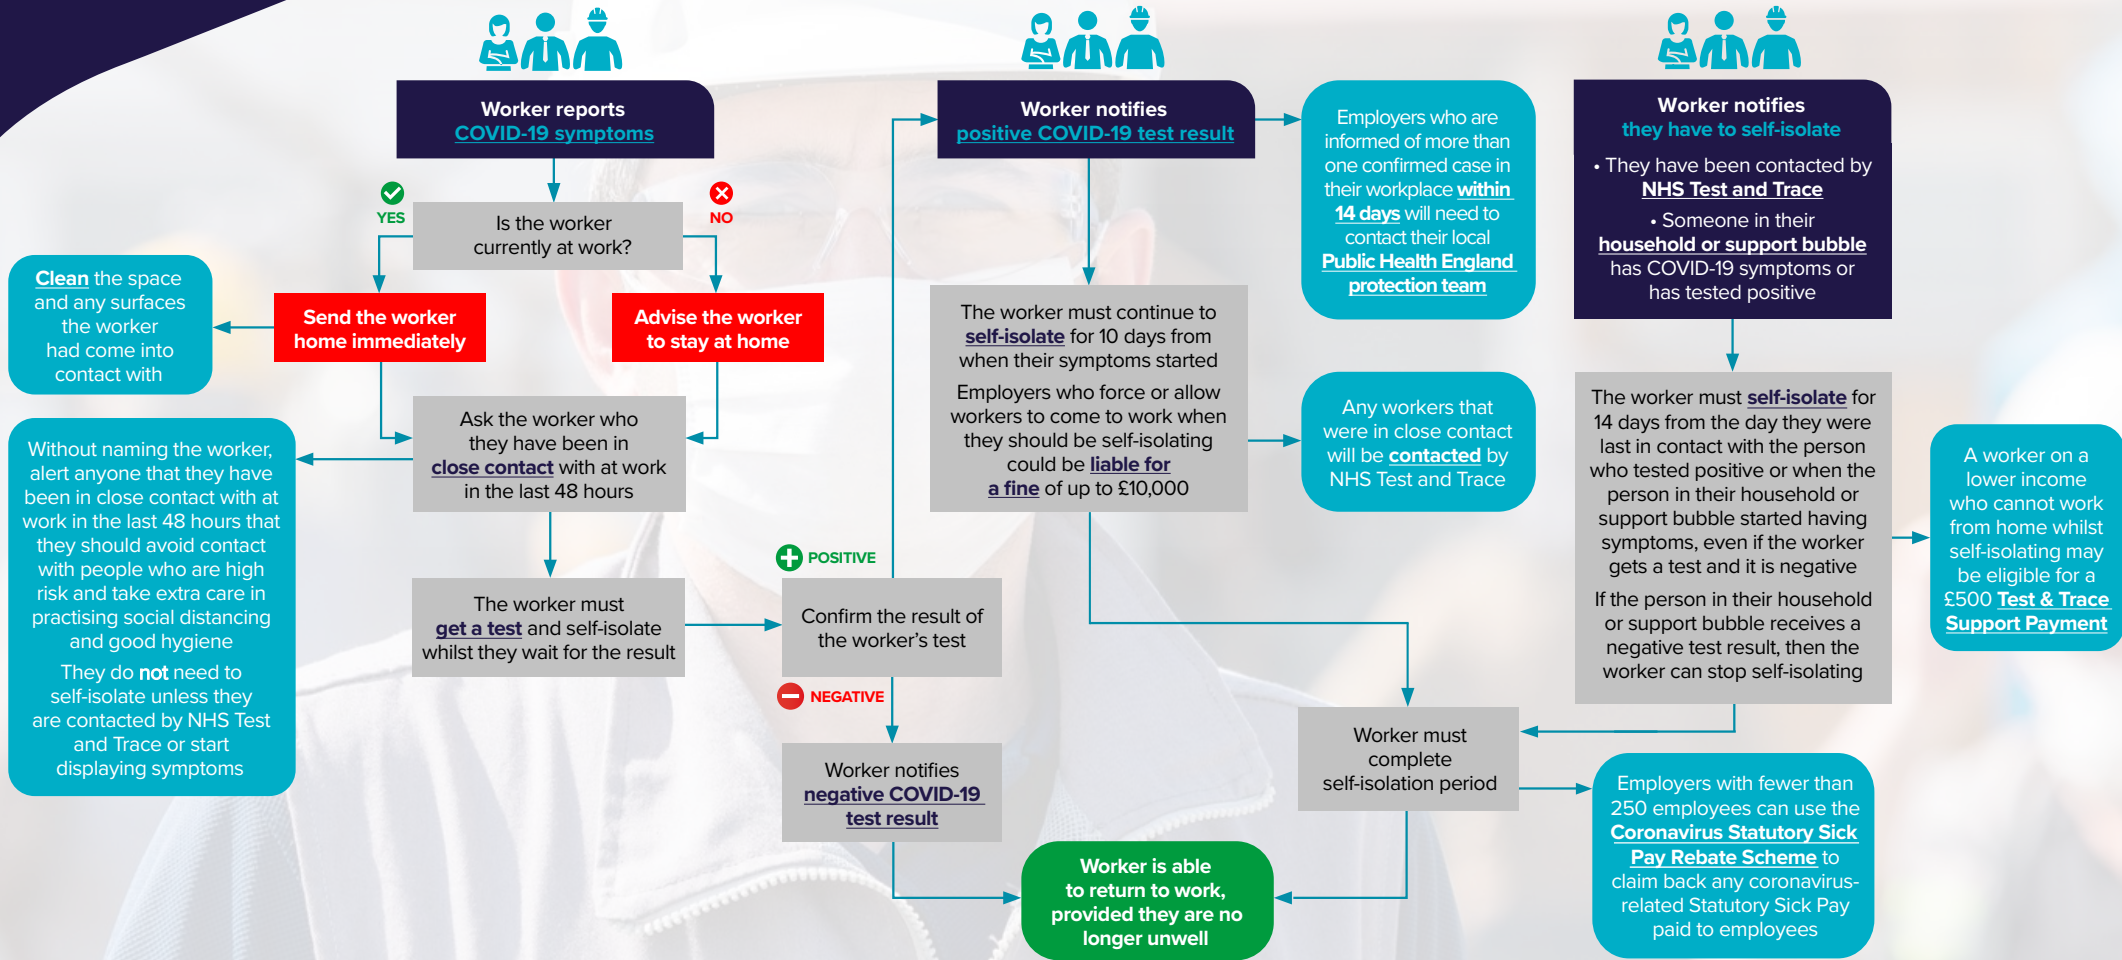 Worker reports
COVID-19 symptoms
YES
NO
Is the worker
currently at work?
Send the worker
home immediately
Advise the worker
to stay at home
Clean the space
and any surfaces
the worker
had come into
contact with
Ask the worker who
they have been in
close contact with at work
in the last 48 hours
Without naming the worker,
alert anyone that they have
been in close contact with at
work in the last 48 hours that
they should avoid contact
with people who are high
risk and take extra care in
practising social distancing
and good hygiene
They do not need to
self-isolate unless they
are contacted by NHS Test
and Trace or start
displaying symptoms
The worker must
get a test and self-isolate
whilst they wait for the result
POSITIVE
Confirm the result of
the worker's test
NEGATIVE
Worker notifies
negative COVID-19
test result
Worker notifies
positive COVID-19 test result
Employers who are
informed of more than
one confirmed case in
their workplace within
14 days will need to
contact their local
Public Health England
protection team
The worker must continue to
self-isolate for 10 days from
when their symptoms started
Employers who force or allow
workers to come to work when
they should be self-isolating
could be liable for
a fine of up to £10,000
Any workers that
were in close contact
will be contacted by
NHS Test and Trace
Worker notifies
they have to self-isolate
• They have been contacted by
NHS Test and Trace
• Someone in their
household or support bubble
has COVID-19 symptoms or
has tested positive
The worker must self-isolate for
14 days from the day they were
last in contact with the person
who tested positive or when the
person in their household or
support bubble started having
symptoms, even if the worker
gets a test and it is negative
If the person in their household
or support bubble receives a
negative test result, then the
worker can stop self-isolating
A worker on a
lower income
who cannot work
from home whilst
self-isolating may
be eligible for a
£500 Test & Trace
Support Payment
Worker must
complete
self-isolation period
Employers with fewer than
250 employees can use the
Coronavirus Statutory Sick
Pay Rebate Scheme to
claim back any coronavirus-
related Statutory Sick Pay
paid to employees
Worker is able
to return to work,
provided they are no
longer unwell